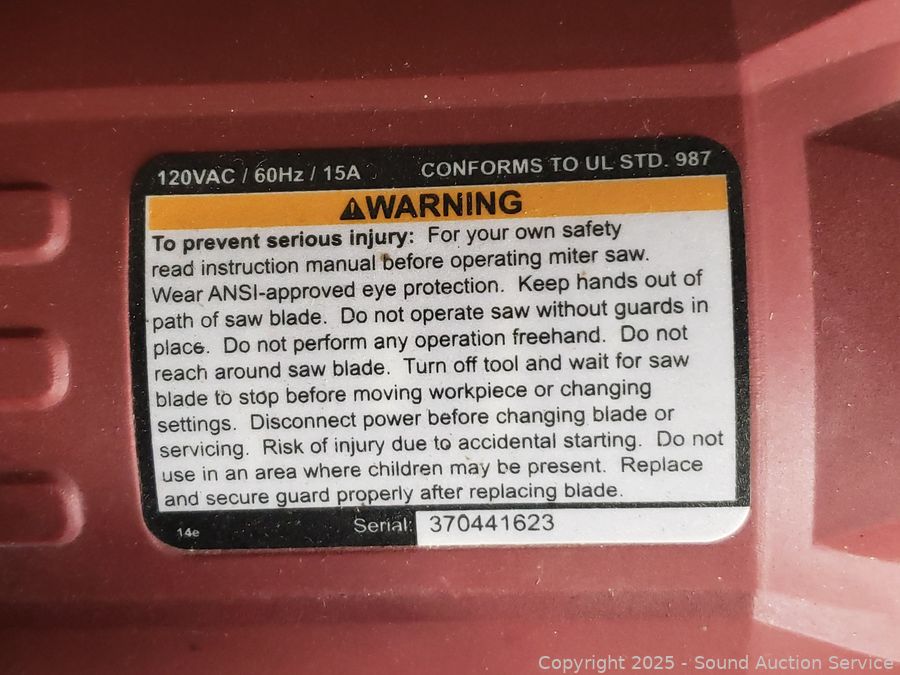 120VAC / 60Hz / 15A CONFORMS TO UL STD. 987
⚠WARNING
To prevent serious injury: For your own safety
read instruction manual before operating miter saw.
Wear ANSI-approved eye protection. Keep hands out of
path of saw blade. Do not operate saw without guards in
place. Do not perform any operation freehand. Do not
reach around saw blade. Turn off tool and wait for saw
blade to stop before moving workpiece or changing
settings. Disconnect power before changing blade or
servicing. Risk of injury due to accidental starting. Do not
use in an area where children may be present. Replace
and secure guard properly after replacing blade.
14e Serial: 370441623
Copyright 2025 - Sound Auction Service